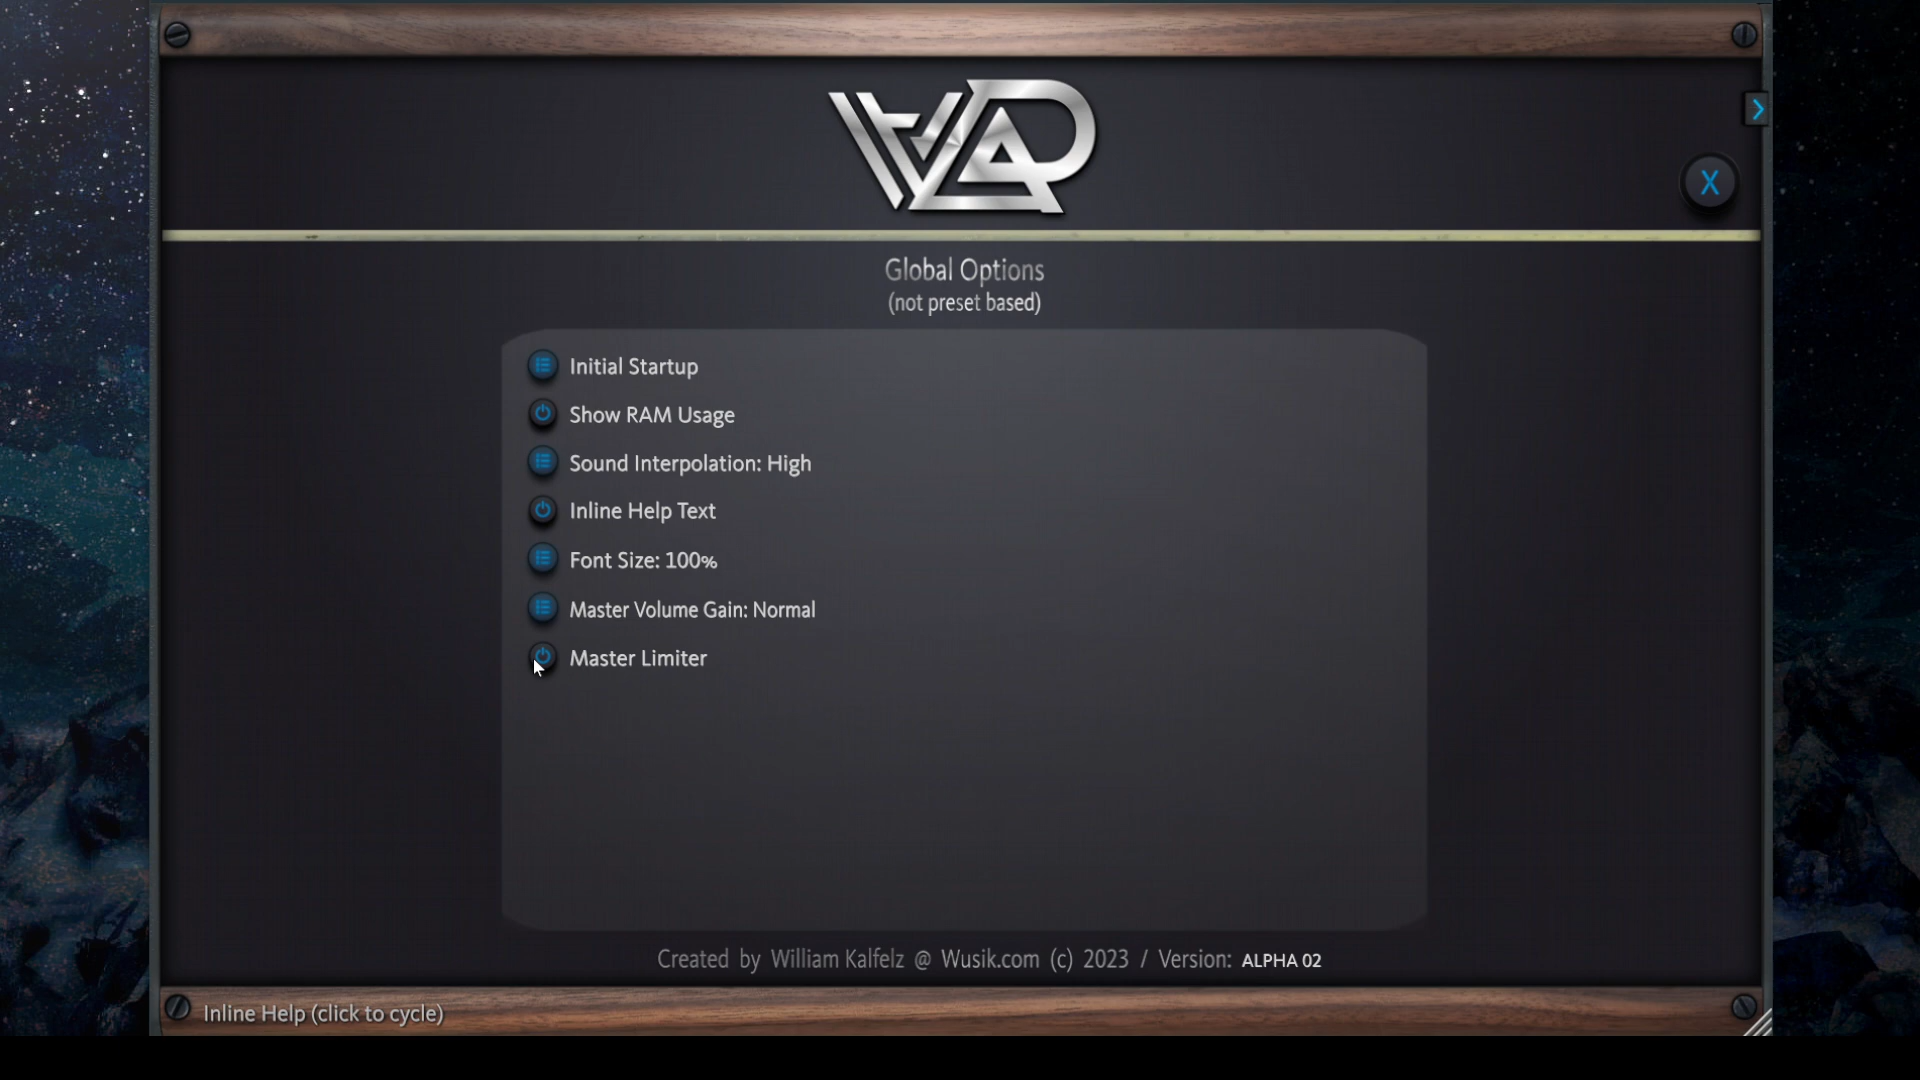 X
Global Options
(not preset based)
Initial Startup
Show RAM Usage
Sound Interpolation: High
Inline Help Text
Font Size: 100%
Master Volume Gain: Normal
Master Limiter
Created by William Kalfelz @ Wusik.com (c) 2023 / Version: ALPHA 02
Inline Help (click to cycle)